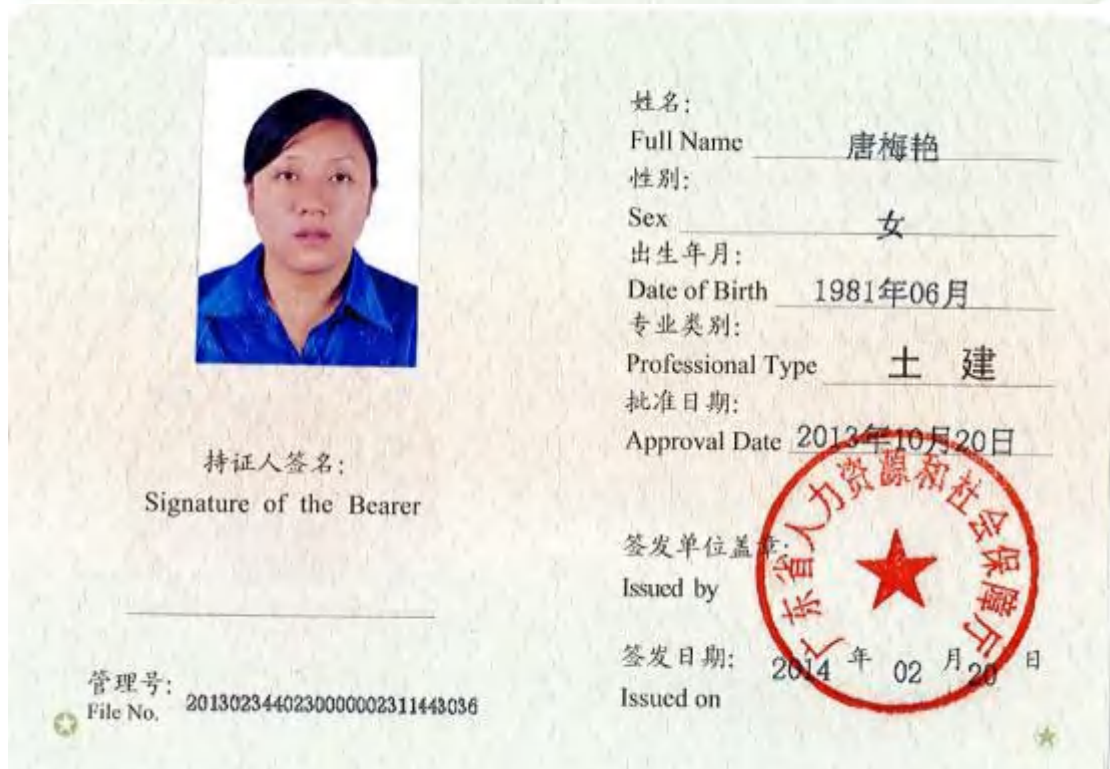 持证人签名:
Signature of the Bearer
管理号:
File No. 2013023440230000002311443036
姓名:
Full Name 唐梅艳
性别:
Sex 女
出生年月:
Date of Birth 1981年06月
专业类别:
Professional Type 土 建
批准日期:
Approval Date 2013年10月20日
签发单位盖章:
Issued by
广东省人力资源和社会保障厅
签发日期: 2014 年 02 月 20 日
Issued on